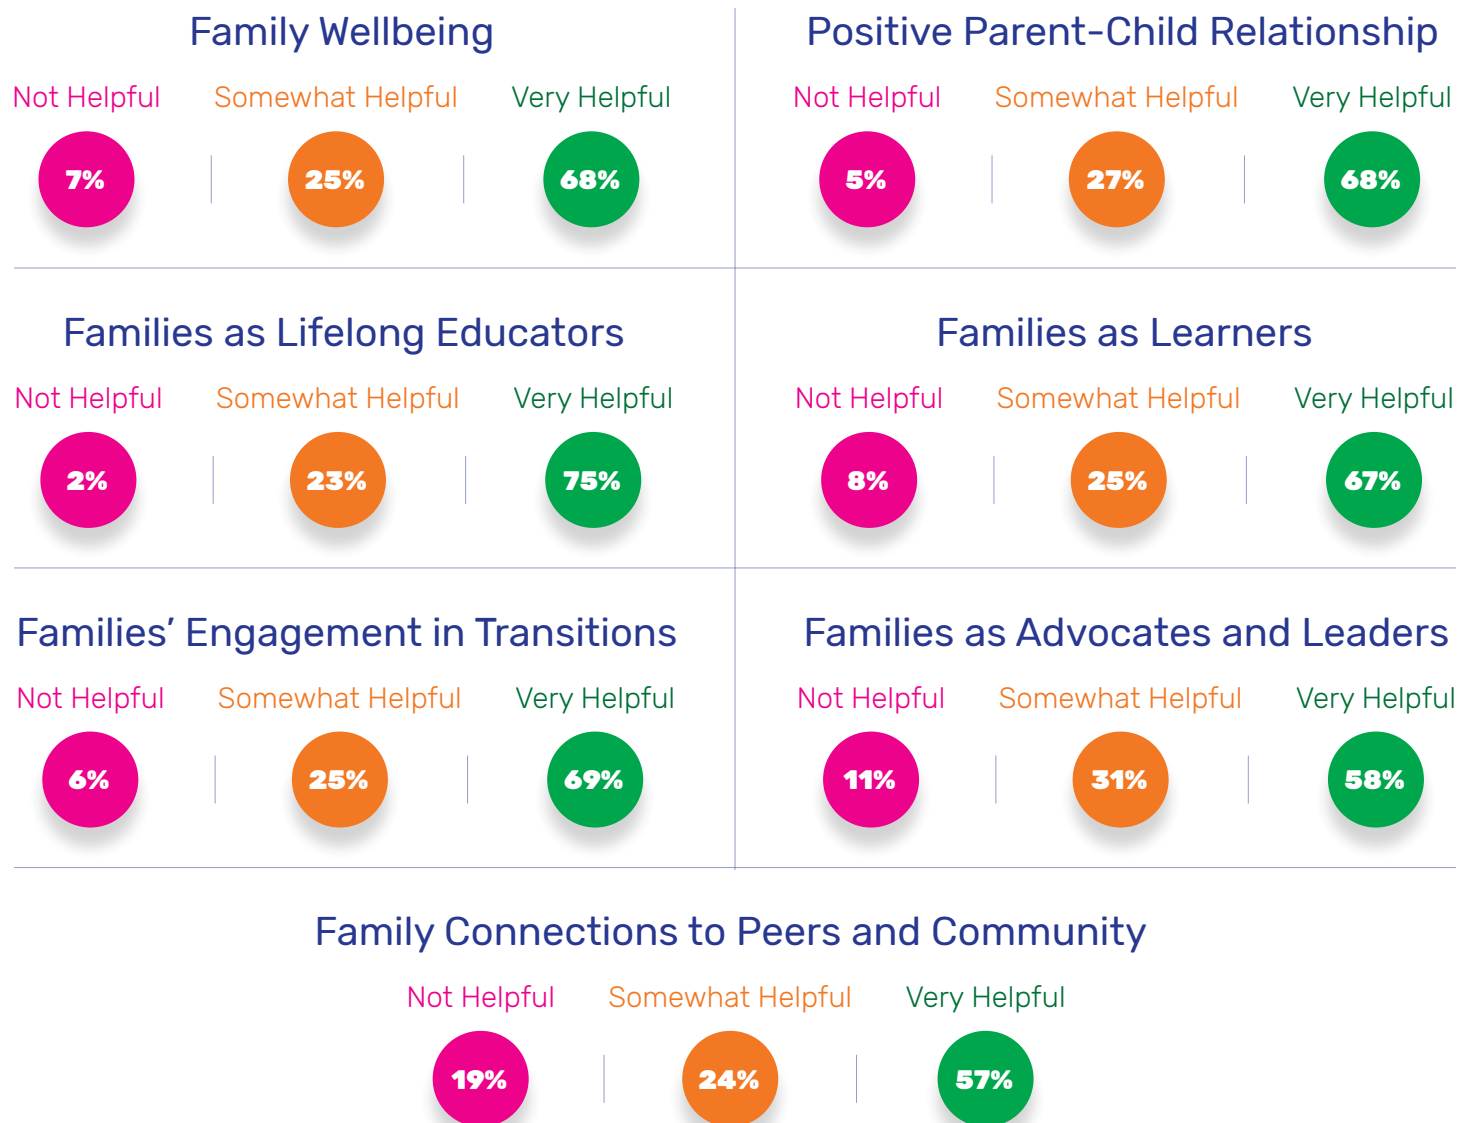 Family Wellbeing
Not Helpful Somewhat Helpful Very Helpful
7% 25% 68%
Positive Parent-Child Relationship
Not Helpful Somewhat Helpful Very Helpful
5% 27% 68%
Families as Lifelong Educators
Not Helpful Somewhat Helpful Very Helpful
2% 23% 75%
Families as Learners
Not Helpful Somewhat Helpful Very Helpful
8% 25% 67%
Families’ Engagement in Transitions
Not Helpful Somewhat Helpful Very Helpful
6% 25% 69%
Families as Advocates and Leaders
Not Helpful Somewhat Helpful Very Helpful
11% 31% 58%
Family Connections to Peers and Community
Not Helpful Somewhat Helpful Very Helpful
19% 24% 57%